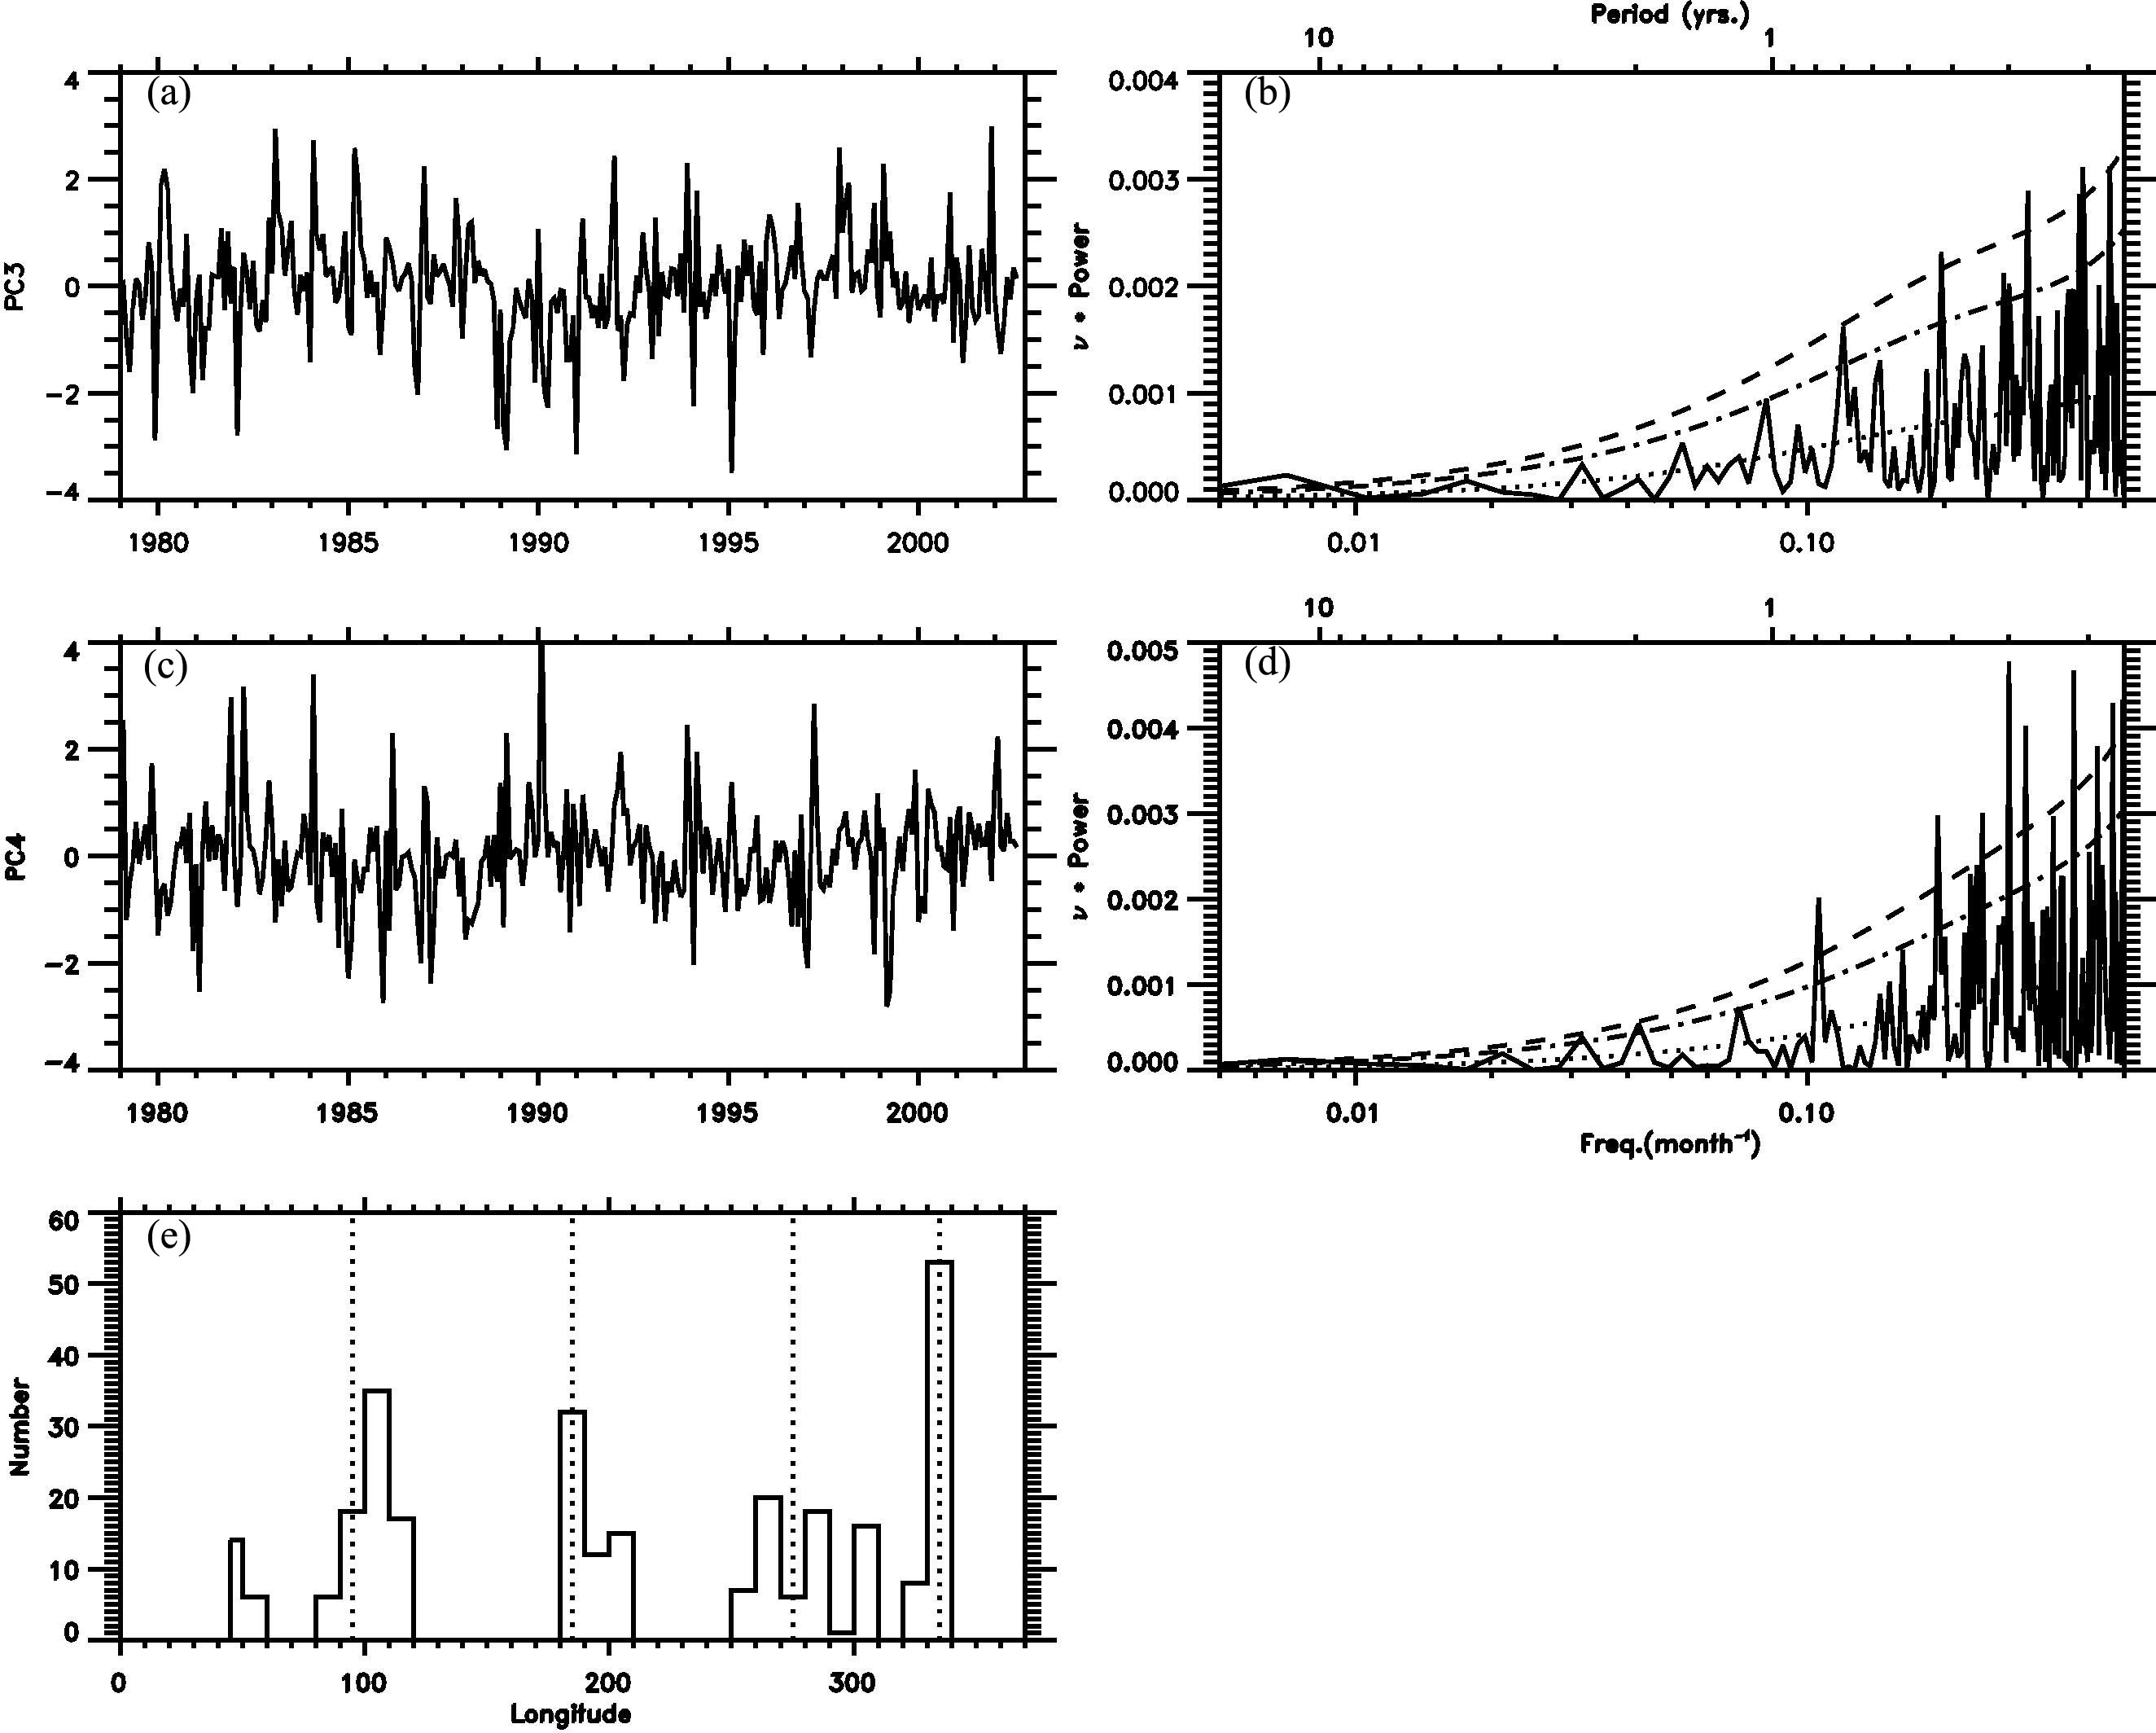 Period (yrs.)
10 1
(a)
4
2
0
−2
−4
PC3
1980 1985 1990 1995 2000
(b)
0.004
0.003
0.002
0.001
0.000
ν * Power
0.01 0.10
10 1
(c)
4
2
0
−2
−4
PC4
1980 1985 1990 1995 2000
(d)
0.005
0.004
0.003
0.002
0.001
0.000
ν * Power
0.01 0.10
Freq.(month⁻¹)
(e)
60
50
40
30
20
10
0
Number
0 100 200 300
Longitude